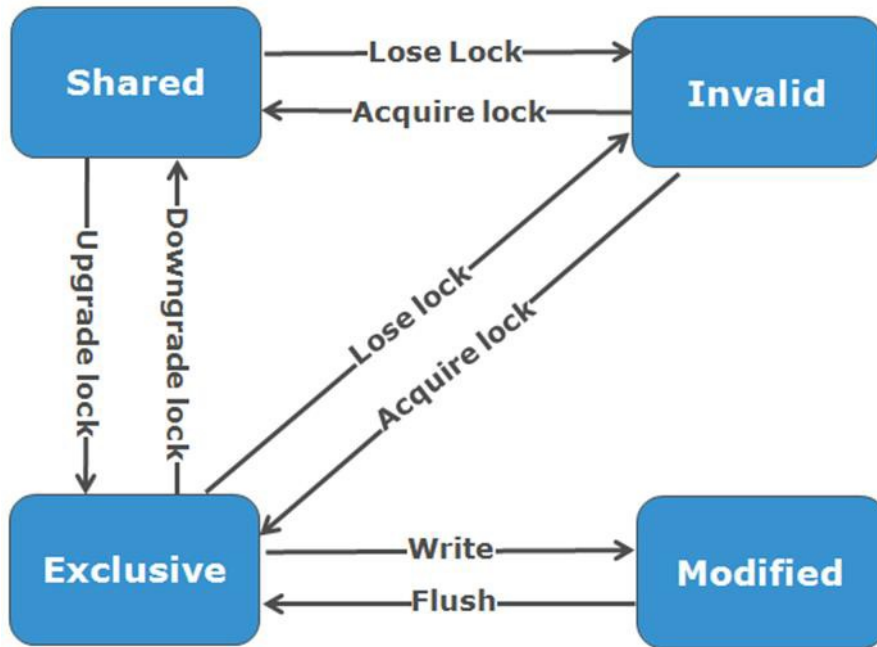 Shared
Lose Lock
Invalid
Acquire lock
Upgrade lock
Downgrade lock
Lose lock
Acquire lock
Exclusive
Write
Modified
Flush